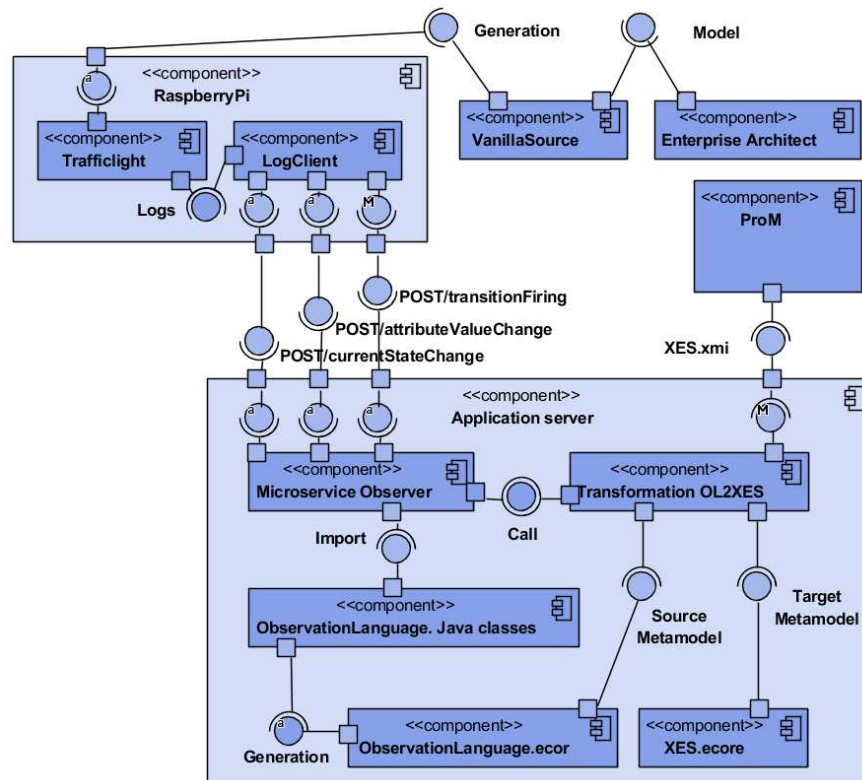 Generation
Model
<<component>>
RaspberryPi
a
<<component>>
Trafficlight
<<component>>
LogClient
<<component>>
VanillaSource
<<component>>
Enterprise Architect
Logs
a
a
M
<<component>>
ProM
POST/transitionFiring
POST/attributeValueChange
POST/currentStateChange
XES.xmi
<<component>>
Application server
a
a
a
M
<<component>>
Microservice Observer
<<component>>
Transformation OL2XES
Import
Call
<<component>>
ObservationLanguage. Java classes
Source
Metamodel
Target
Metamodel
a
Generation
<<component>>
ObservationLanguage.ecor
<<component>>
XES.ecore